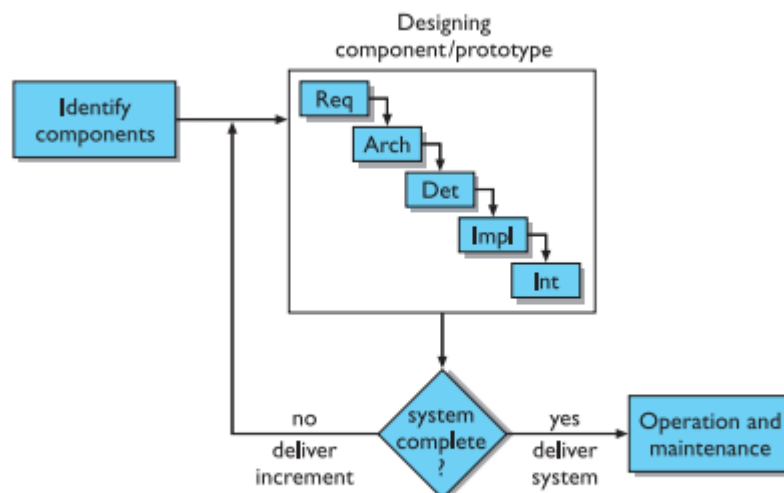 Designing
component/prototype
Identify
components
Req
Arch
Det
Impl
Int
system
complete
?
no
deliver
increment
yes
deliver
system
Operation and
maintenance